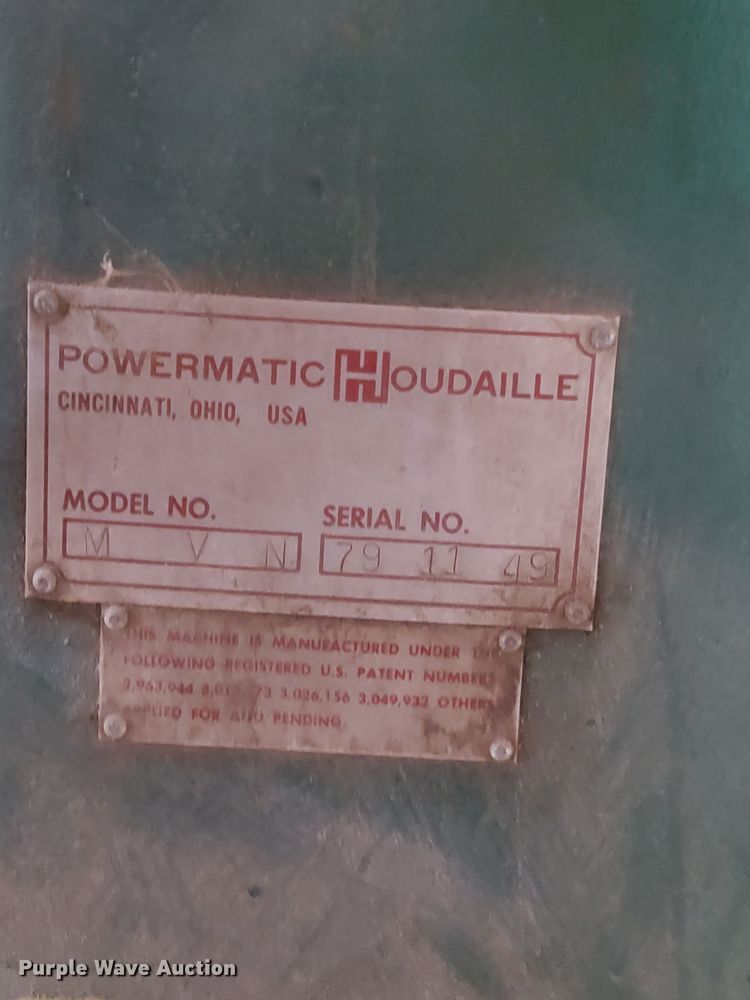 POWERMATIC HOUDAILLE
CINCINNATI, OHIO, USA
MODEL NO. SERIAL NO.
M V N 79 11 49
THIS MACHINE IS MANUFACTURED UNDER
FOLLOWING REGISTERED U.S. PATENT NUMBERS
2,963,944 3,026,156 3,049,932 OTHERS
APPLIED FOR AND PENDING.
Purple Wave Auction